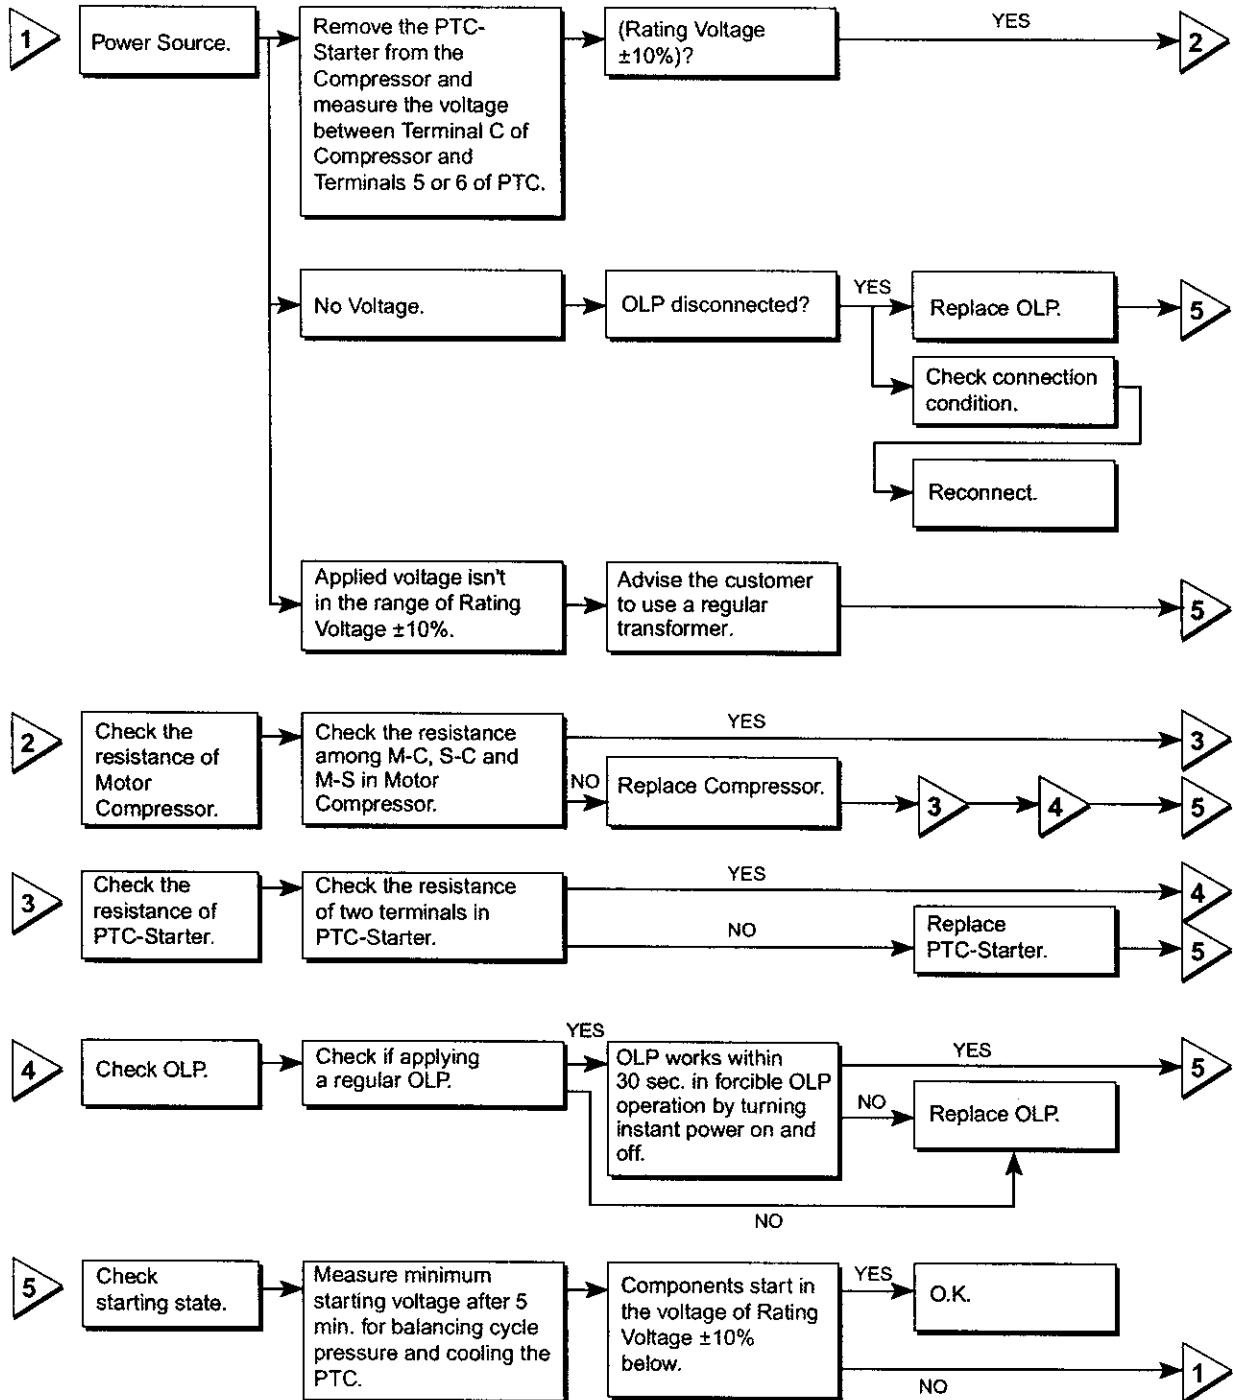 1
Power Source.
Remove the PTC-
Starter from the
Compressor and
measure the voltage
between Terminal C of
Compressor and
Terminals 5 or 6 of PTC.
(Rating Voltage
±10%)?
YES
2
No Voltage.
OLP disconnected?
YES
Replace OLP.
5
Check connection
condition.
Reconnect.
Applied voltage isn't
in the range of Rating
Voltage ±10%.
Advise the customer
to use a regular
transformer.
5
2
Check the
resistance of
Motor
Compressor.
Check the resistance
among M-C, S-C and
M-S in Motor
Compressor.
YES
3
NO
Replace Compressor.
3
4
5
3
Check the
resistance of
PTC-Starter.
Check the resistance
of two terminals in
PTC-Starter.
YES
4
NO
Replace
PTC-Starter.
5
4
Check OLP.
Check if applying
a regular OLP.
YES
OLP works within
30 sec. in forcible OLP
operation by turning
instant power on and
off.
YES
5
NO
Replace OLP.
NO
5
Check
starting state.
Measure minimum
starting voltage after 5
min. for balancing cycle
pressure and cooling the
PTC.
Components start in
the voltage of Rating
Voltage ±10%
below.
YES
O.K.
NO
1